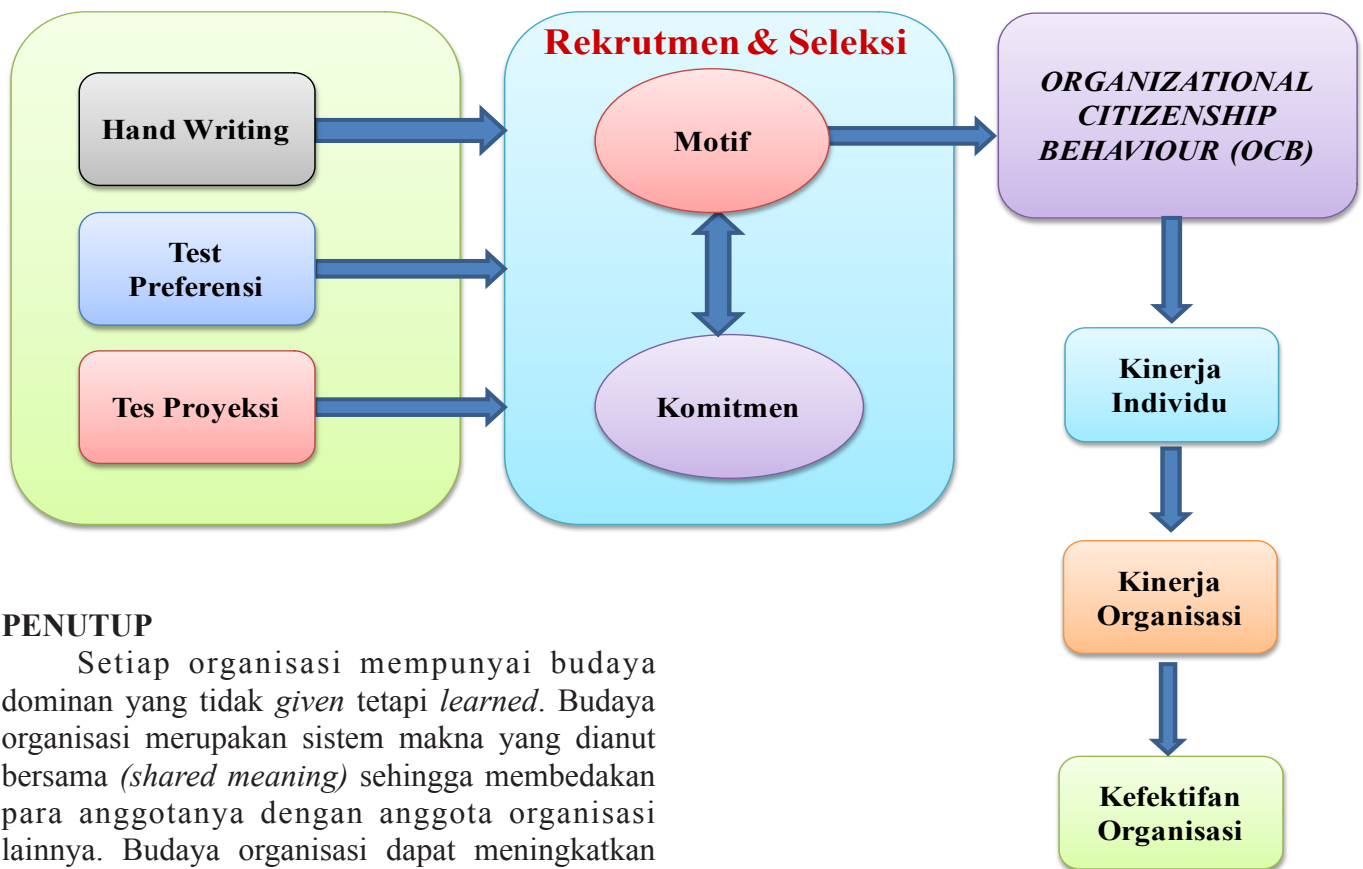 Hand Writing
Test
Preferensi
Tes Proyeksi
Rekrutmen & Seleksi
Motif
Komitmen
ORGANIZATIONAL
CITIZENSHIP
BEHAVIOUR (OCB)
Kinerja
Individu
Kinerja
Organisasi
Kefektifan
Organisasi
PENUTUP
Setiap organisasi mempunyai budaya
dominan yang tidak given tetapi learned. Budaya
organisasi merupakan sistem makna yang dianut
bersama (shared meaning) sehingga membedakan
para anggotanya dengan anggota organisasi
lainnya. Budaya organisasi dapat meningkatkan